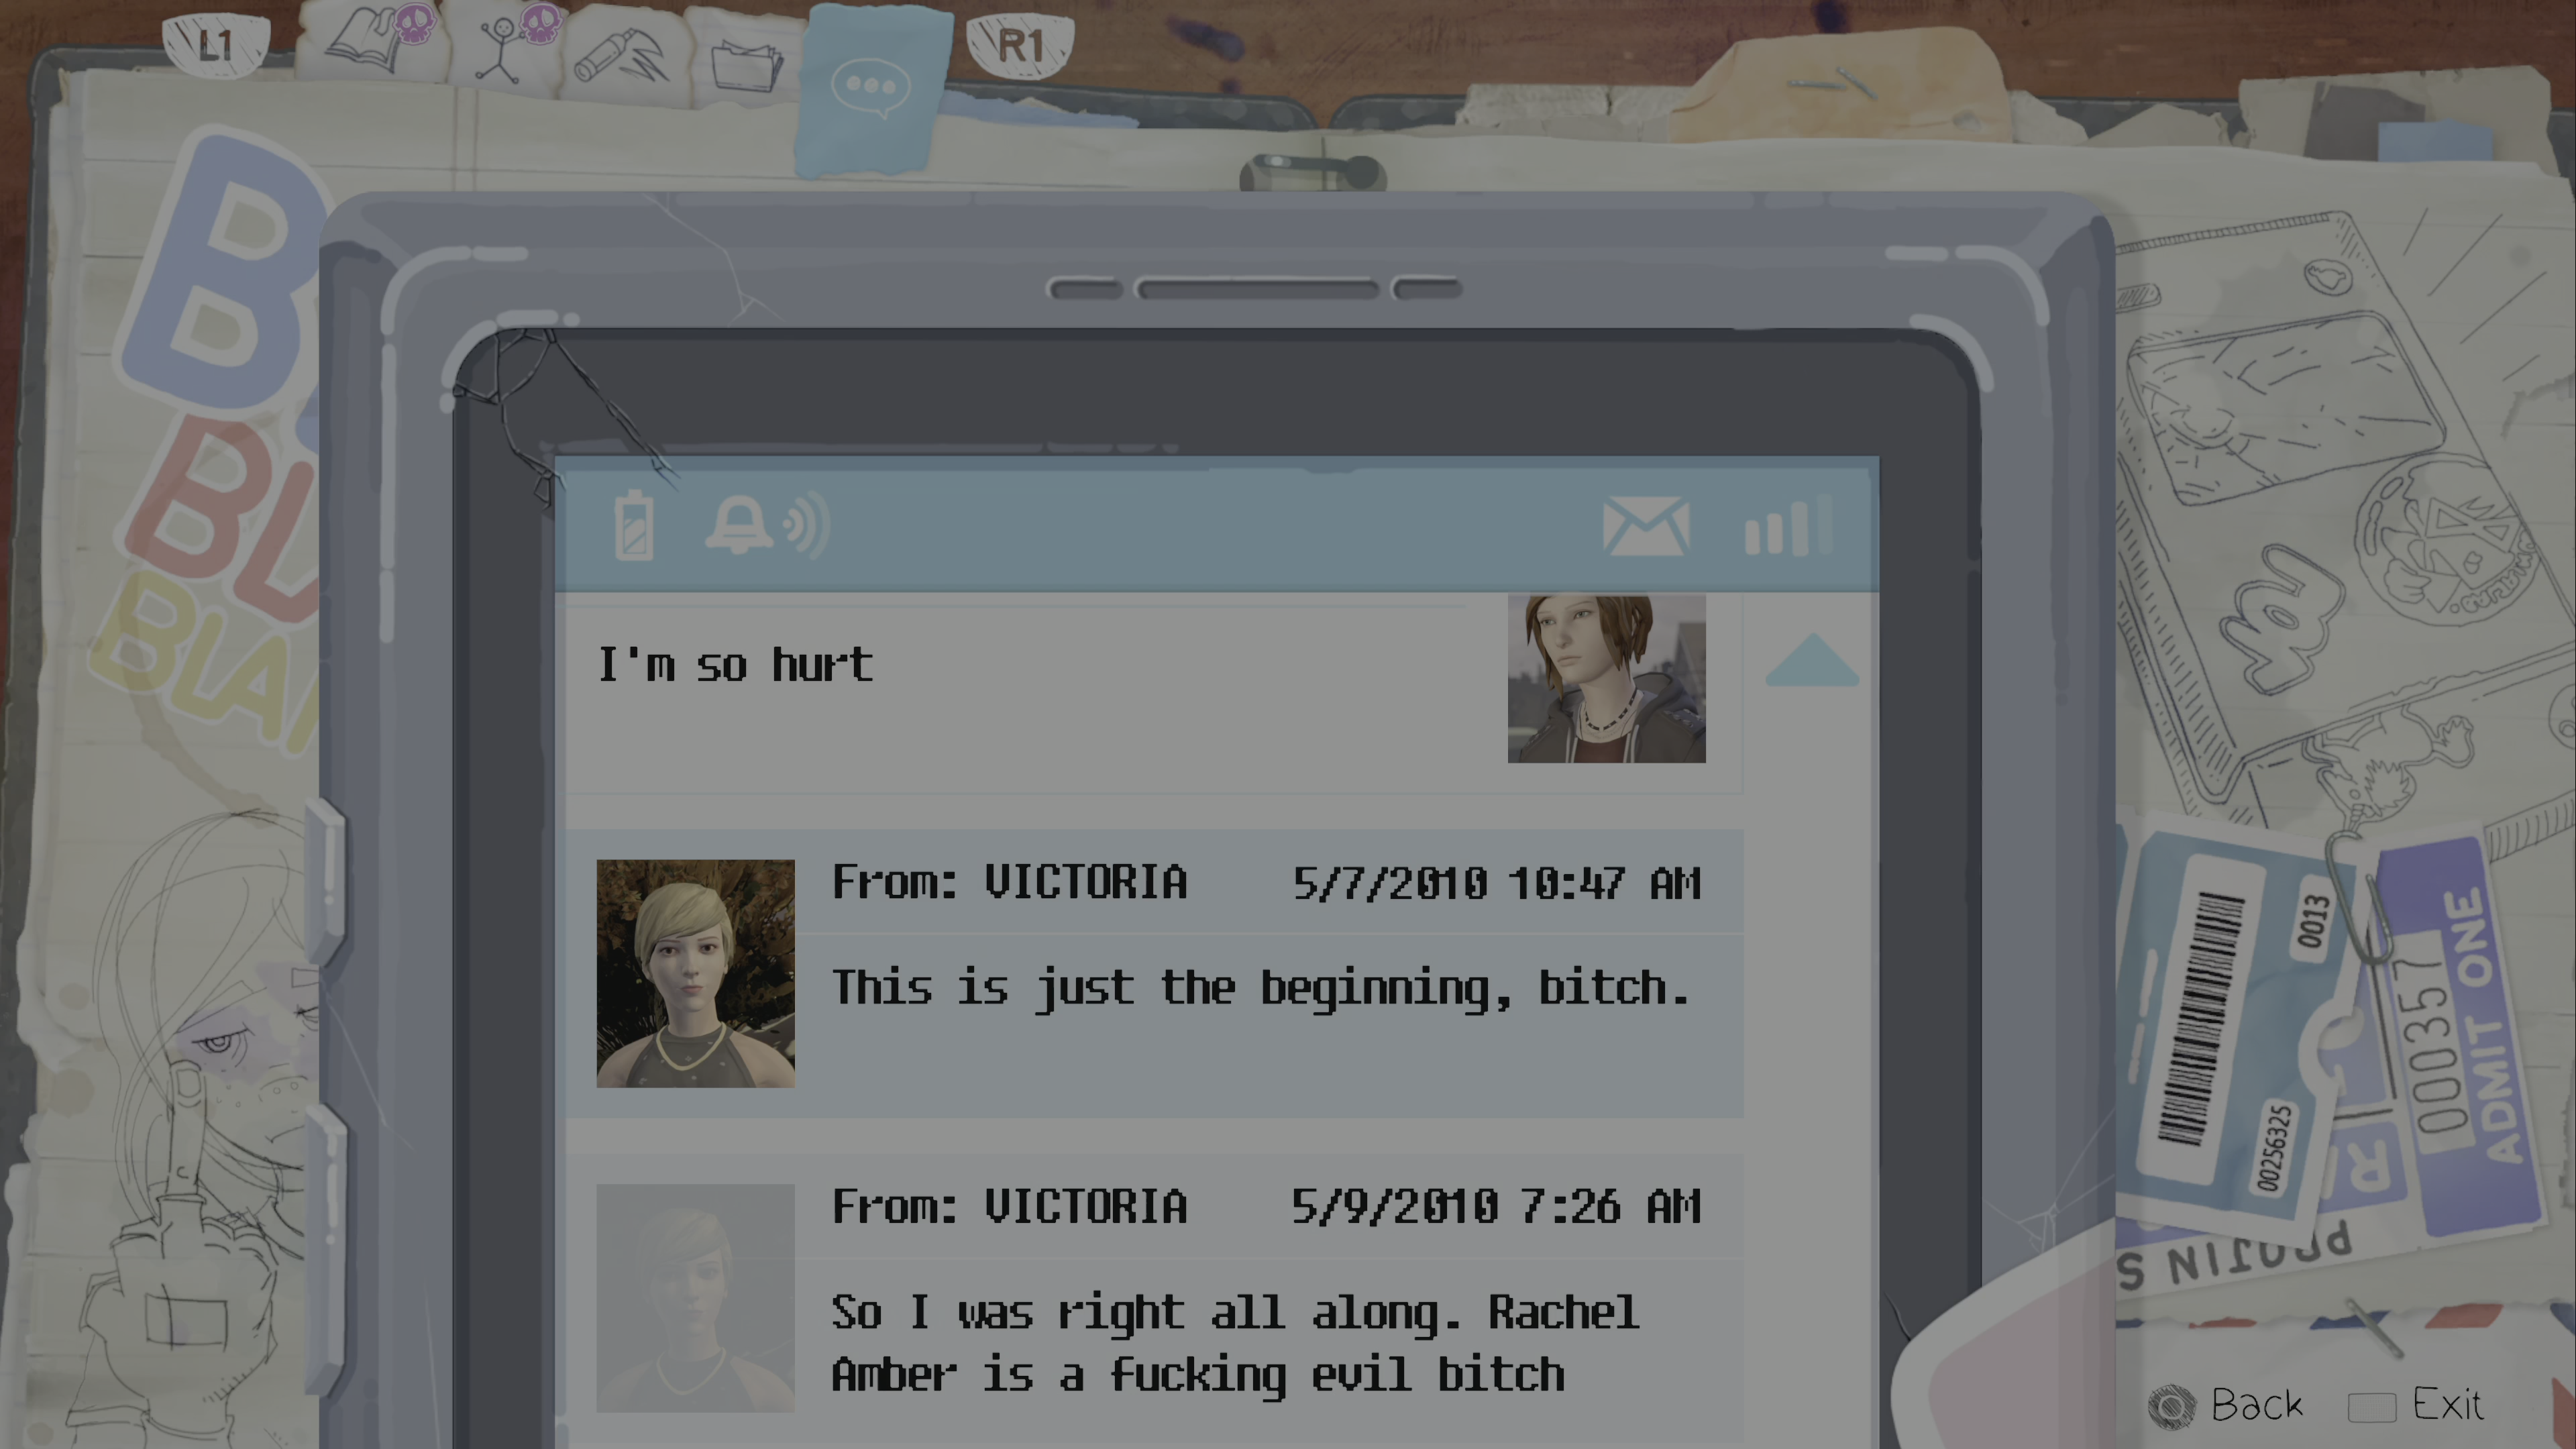 L1
R1
I'm so hurt
From: VICTORIA 5/7/2010 10:47 AM
This is just the beginning, bitch.
From: VICTORIA 5/9/2010 7:26 AM
So I was right all along. Rachel
Amber is a fucking evil bitch
0013
00256325
000357
ADMIT ONE
Back
Exit